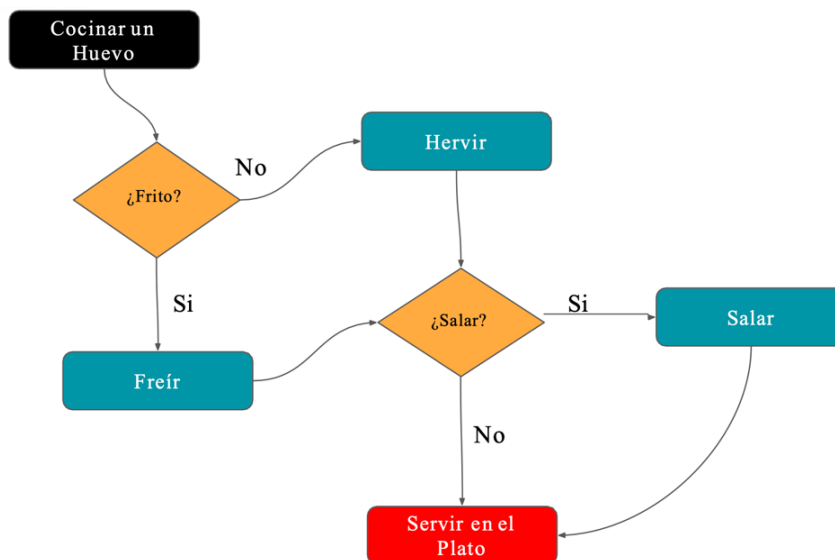 Cocinar un
Huevo
¿Frito?
No
Hervir
Si
Freír
¿Salar?
Si
Salar
No
Servir en el
Plato